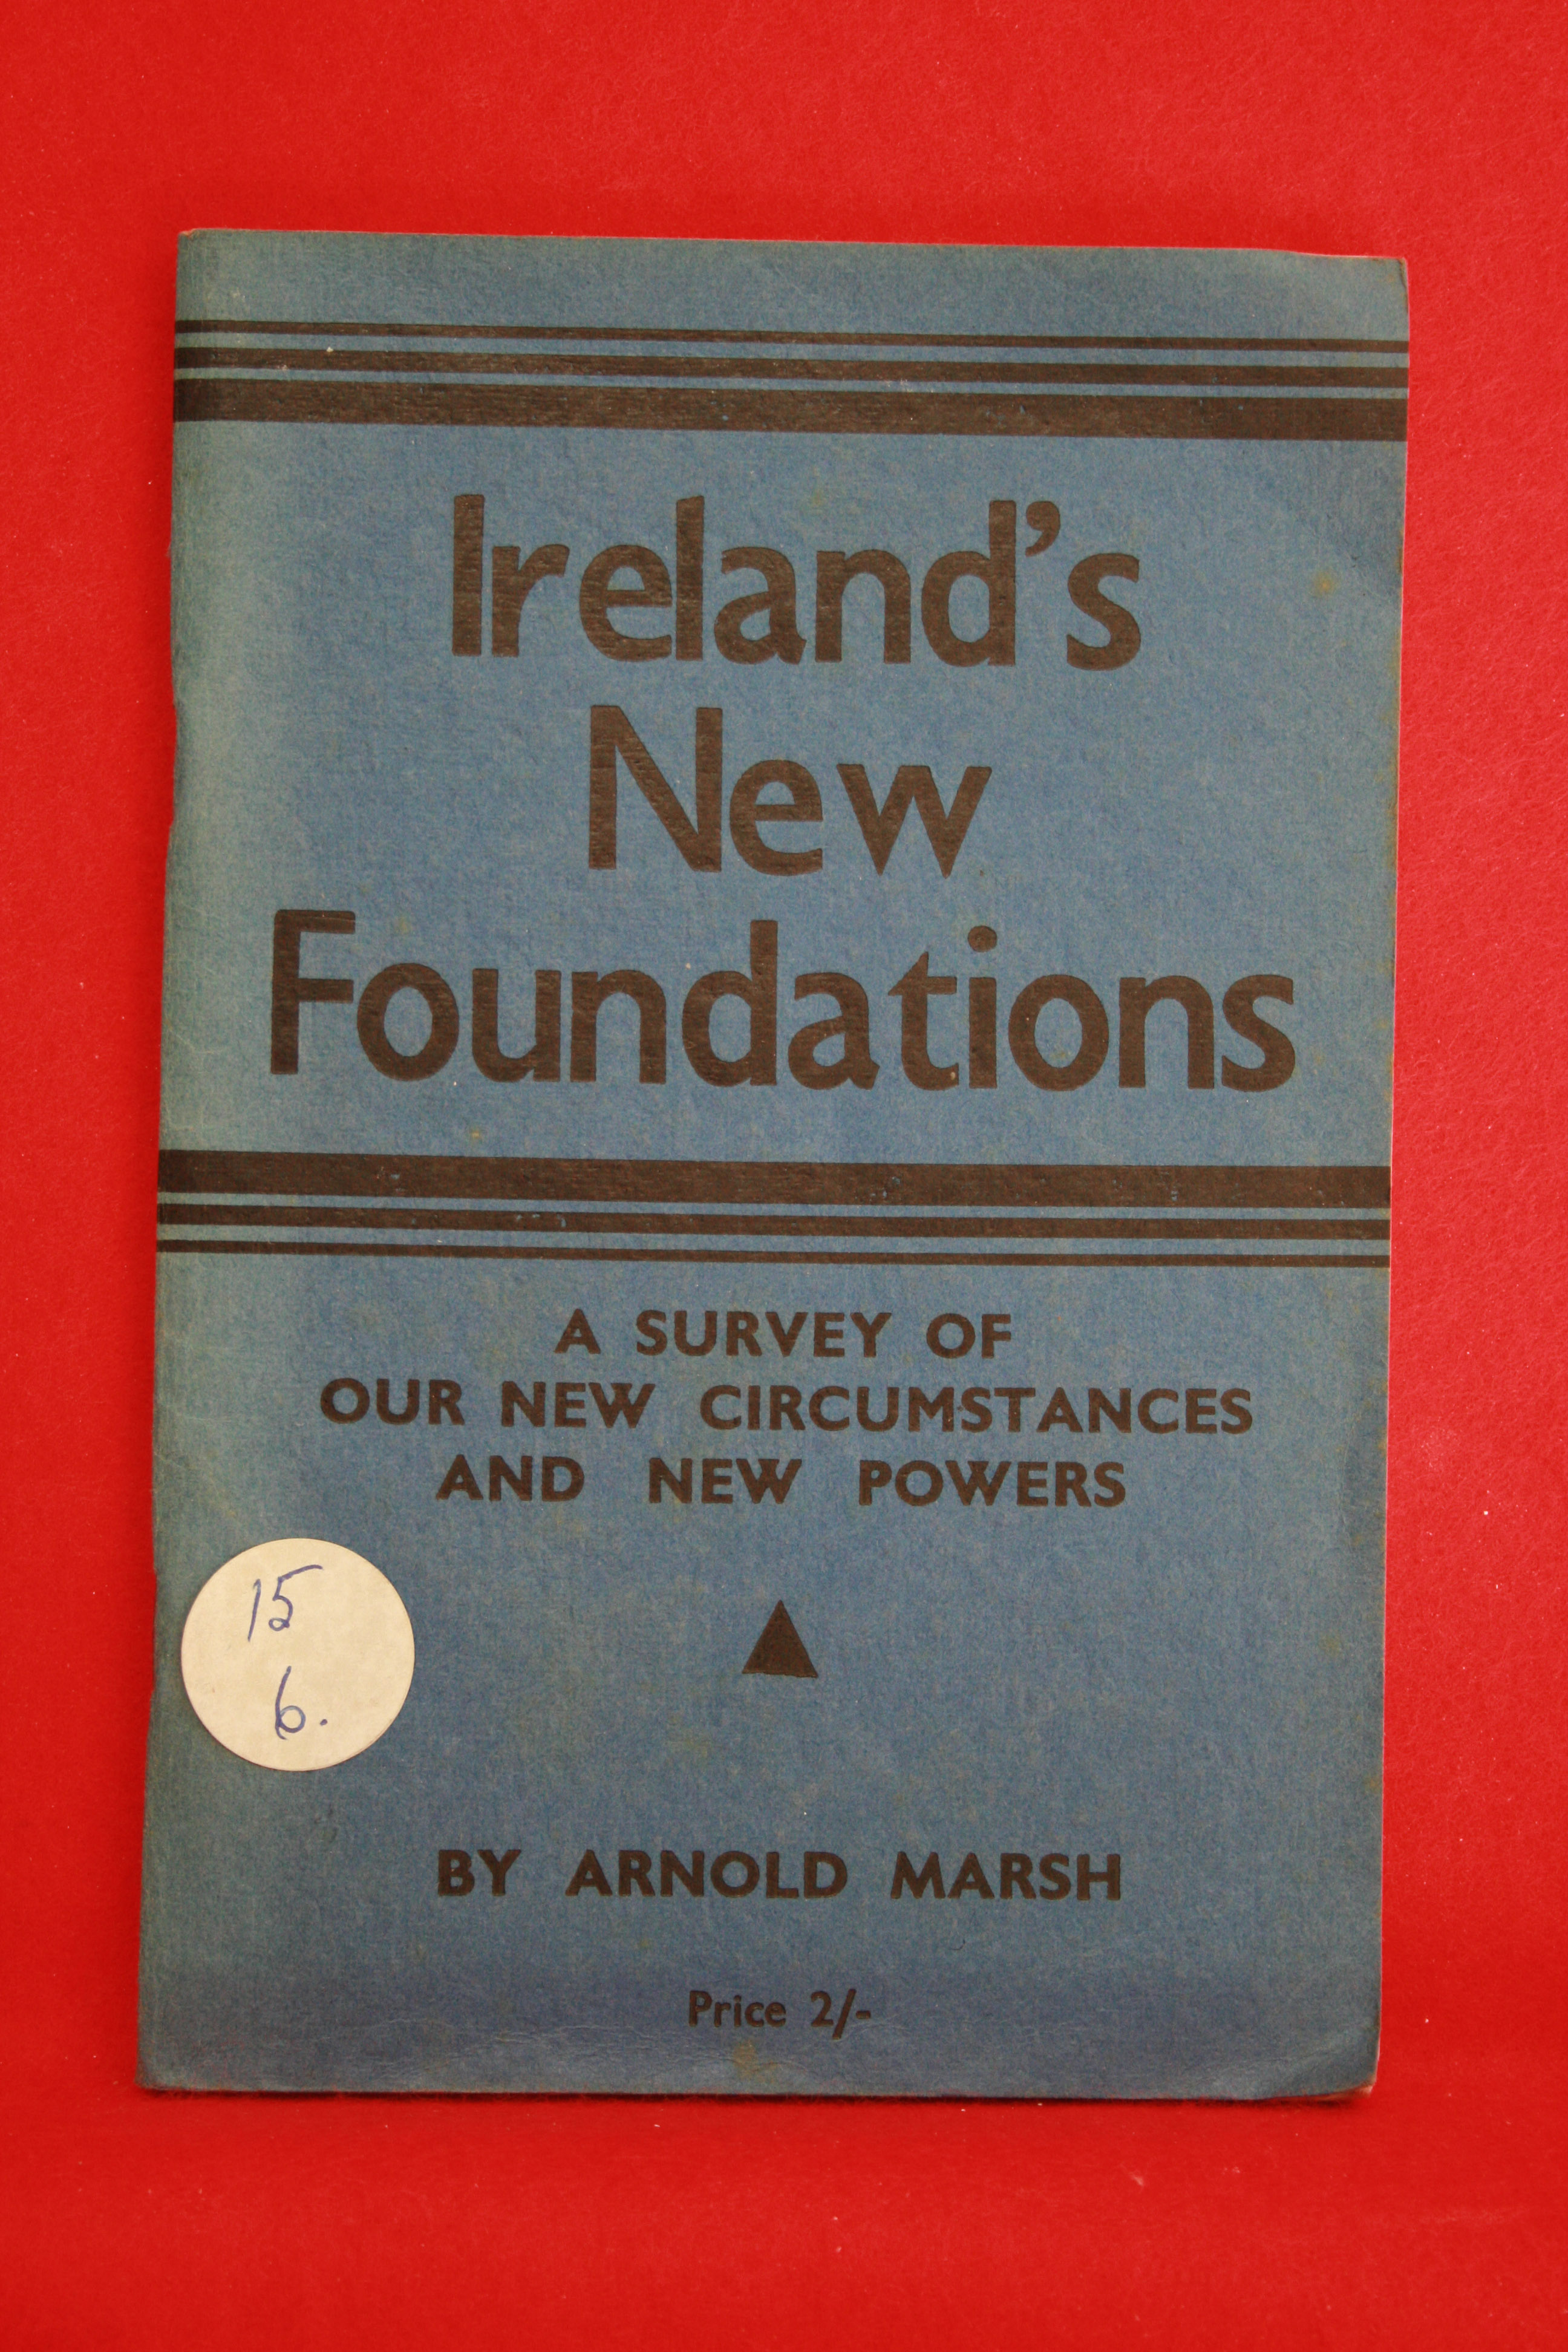 Ireland's
New
Foundations
A SURVEY OF
OUR NEW CIRCUMSTANCES
AND NEW POWERS
15
6.
BY ARNOLD MARSH
Price 2/-